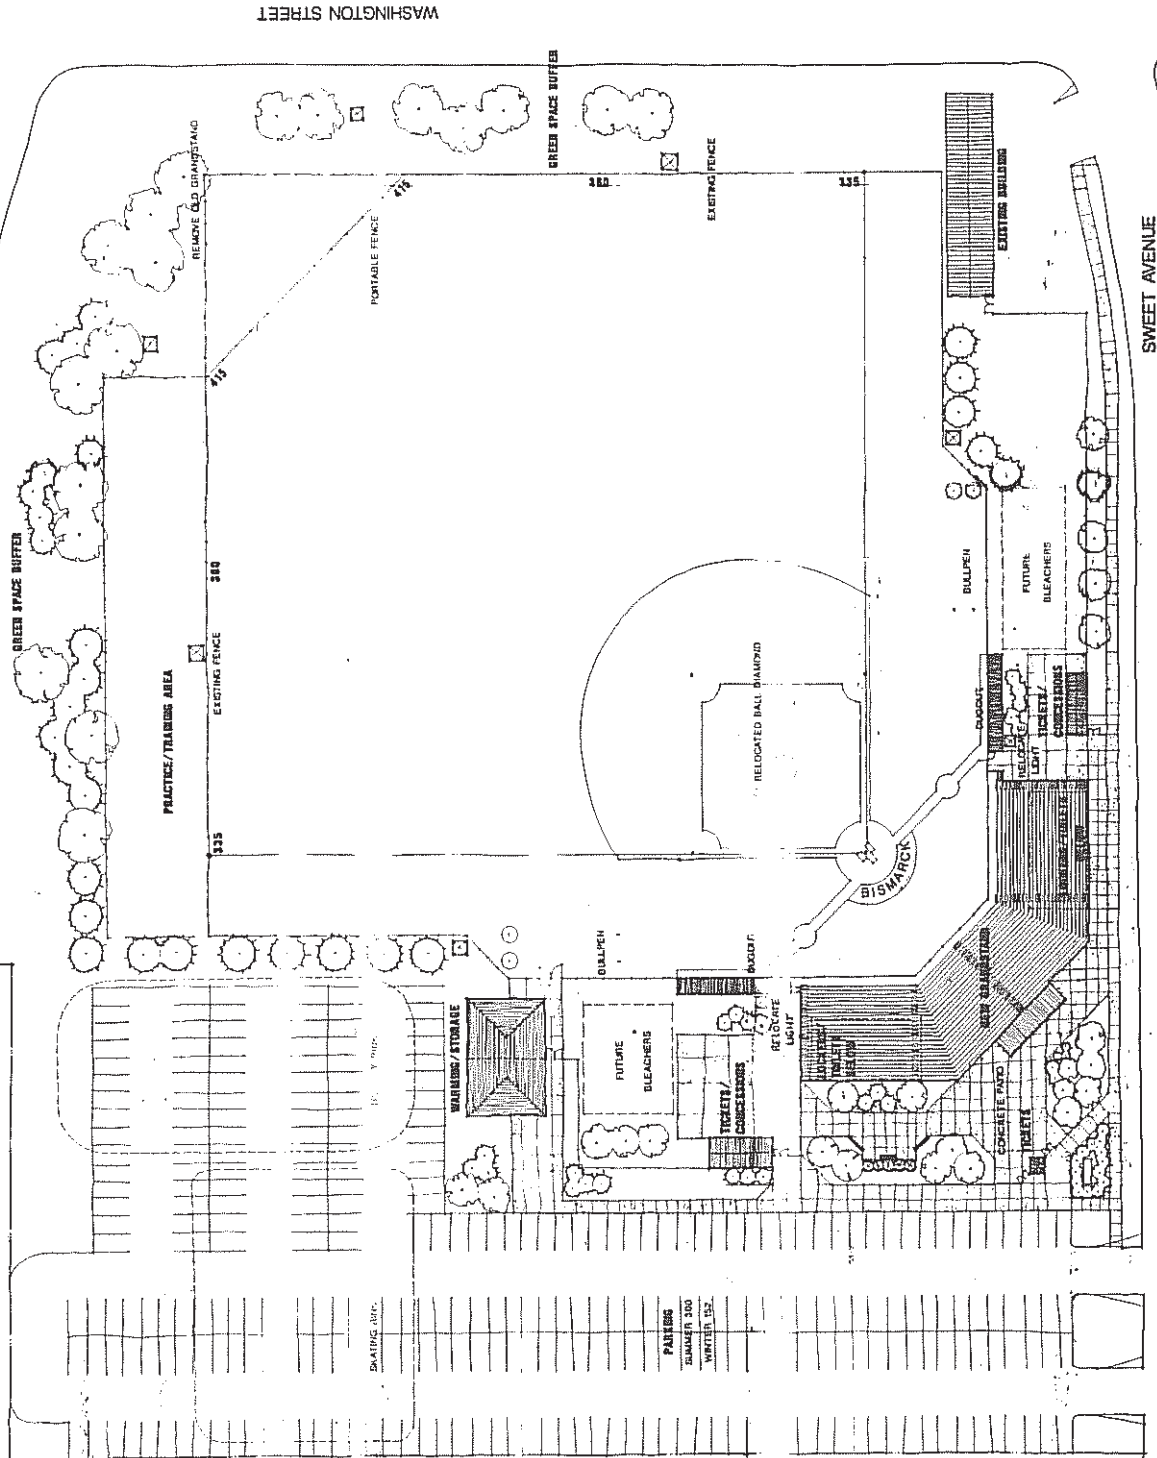 WASHINGTON STREET
GREEN SPACE BUFFER
REMOVE OLD GRANDSTAND
EXISTING FENCE
415
380
335
PORTABLE FENCE
EXISTING BUILDING
SWEET AVENUE
415
GREEN SPACE BUFFER
380
EXISTING FENCE
PRACTICE/TRAINING AREA
335
BULLPEN
FUTURE
BLEACHERS
RELOCATED BALL DIAMOND
DUGOUT
RELOCATE
LIGHT
TICKETS/
CONCESSIONS
BISMARCK
BELOW
NEW GRANDSTAND
BULLPEN
DUGOUT
RELOCATE
LIGHT
WARMING/STORAGE
FUTURE
BLEACHERS
TICKETS/
CONCESSIONS
TOILETS
BELOW
CONCRETE PATIO
TICKETS
SKATING RINK
PARKING
SUMMER 300